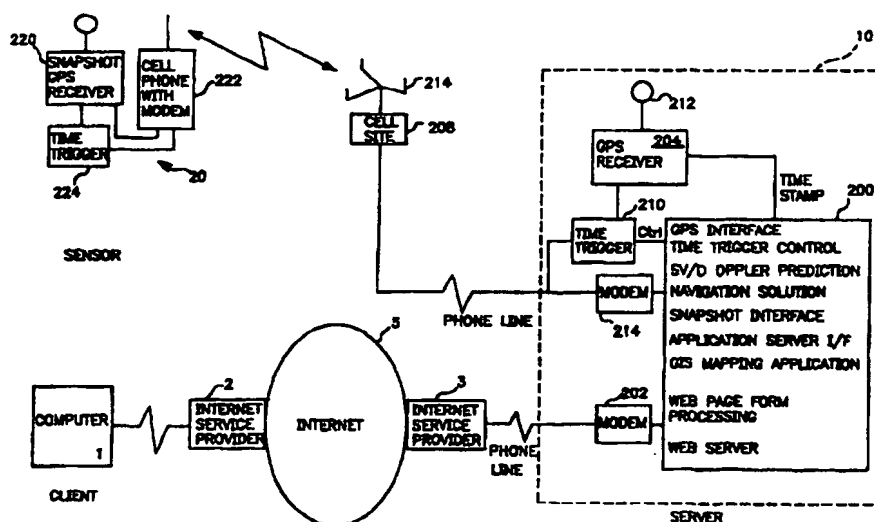 220
SNAPSHOT
GPS
RECEIVER
CELL
PHONE
WITH
MODEM
222
TIME
TRIGGER
224
20
SENSOR
214
CELL
SITE
208
10
212
GPS
RECEIVER
204
TIME
STAMP
200
210
TIME
TRIGGER
Ctrl
GPS INTERFACE
TIME TRIGGER CONTROL
SV/D OPPLER PREDICTION
NAVIGATION SOLUTION
SNAPSHOT INTERFACE
APPLICATION SERVER I/F
GIS MAPPING APPLICATION
WEB PAGE FORM
PROCESSING
WEB SERVER
MODEM
214
PHONE LINE
5
2
3
COMPUTER
1
CLIENT
INTERNET
SERVICE
PROVIDER
INTERNET
INTERNET
SERVICE
PROVIDER
PHONE
LINE
202
MODEM
SERVER